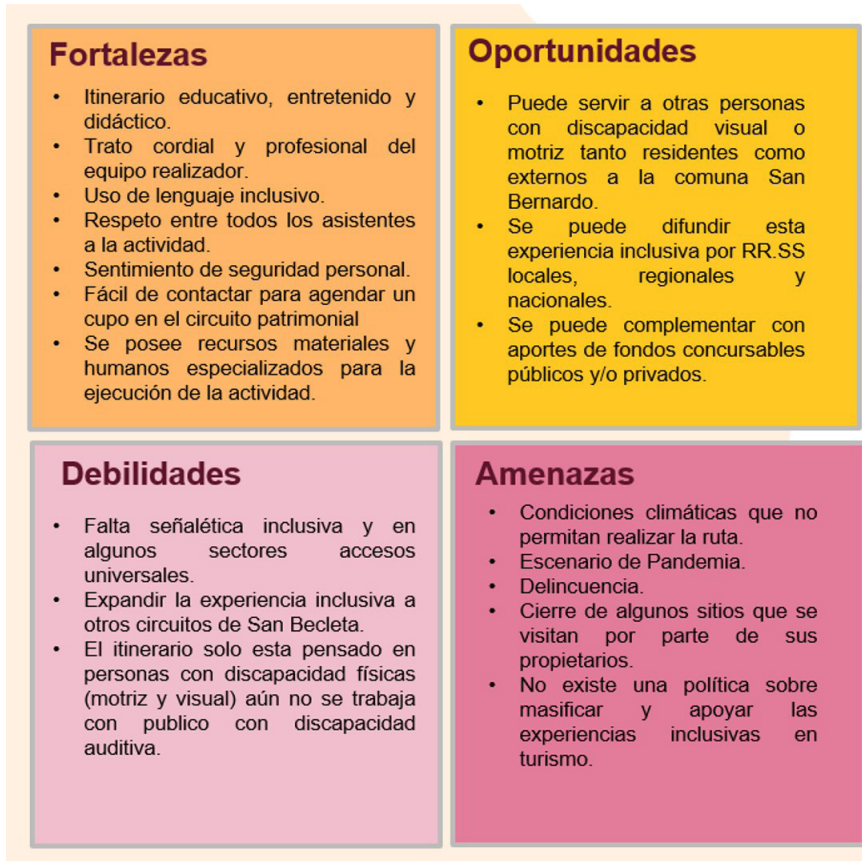 Fortalezas
• Itinerario educativo, entretenido y
didáctico.
• Trato cordial y profesional del
equipo realizador.
• Uso de lenguaje inclusivo.
• Respeto entre todos los asistentes
a la actividad.
• Sentimiento de seguridad personal.
• Fácil de contactar para agendar un
cupo en el circuito patrimonial
• Se posee recursos materiales y
humanos especializados para la
ejecución de la actividad.
Oportunidades
• Puede servir a otras personas
con discapacidad visual o
motriz tanto residentes como
externos a la comuna San
Bernardo.
• Se puede difundir esta
experiencia inclusiva por RR.SS
locales, regionales y
nacionales.
• Se puede complementar con
aportes de fondos concursables
públicos y/o privados.
Debilidades
• Falta señalética inclusiva y en
algunos sectores accesos
universales.
• Expandir la experiencia inclusiva a
otros circuitos de San Becleta.
• El itinerario solo esta pensado en
personas con discapacidad físicas
(motriz y visual) aún no se trabaja
con publico con discapacidad
auditiva.
Amenazas
• Condiciones climáticas que no
permitan realizar la ruta.
• Escenario de Pandemia.
• Delincuencia.
• Cierre de algunos sitios que se
visitan por parte de sus
propietarios.
• No existe una política sobre
masificar y apoyar las
experiencias inclusivas en
turismo.